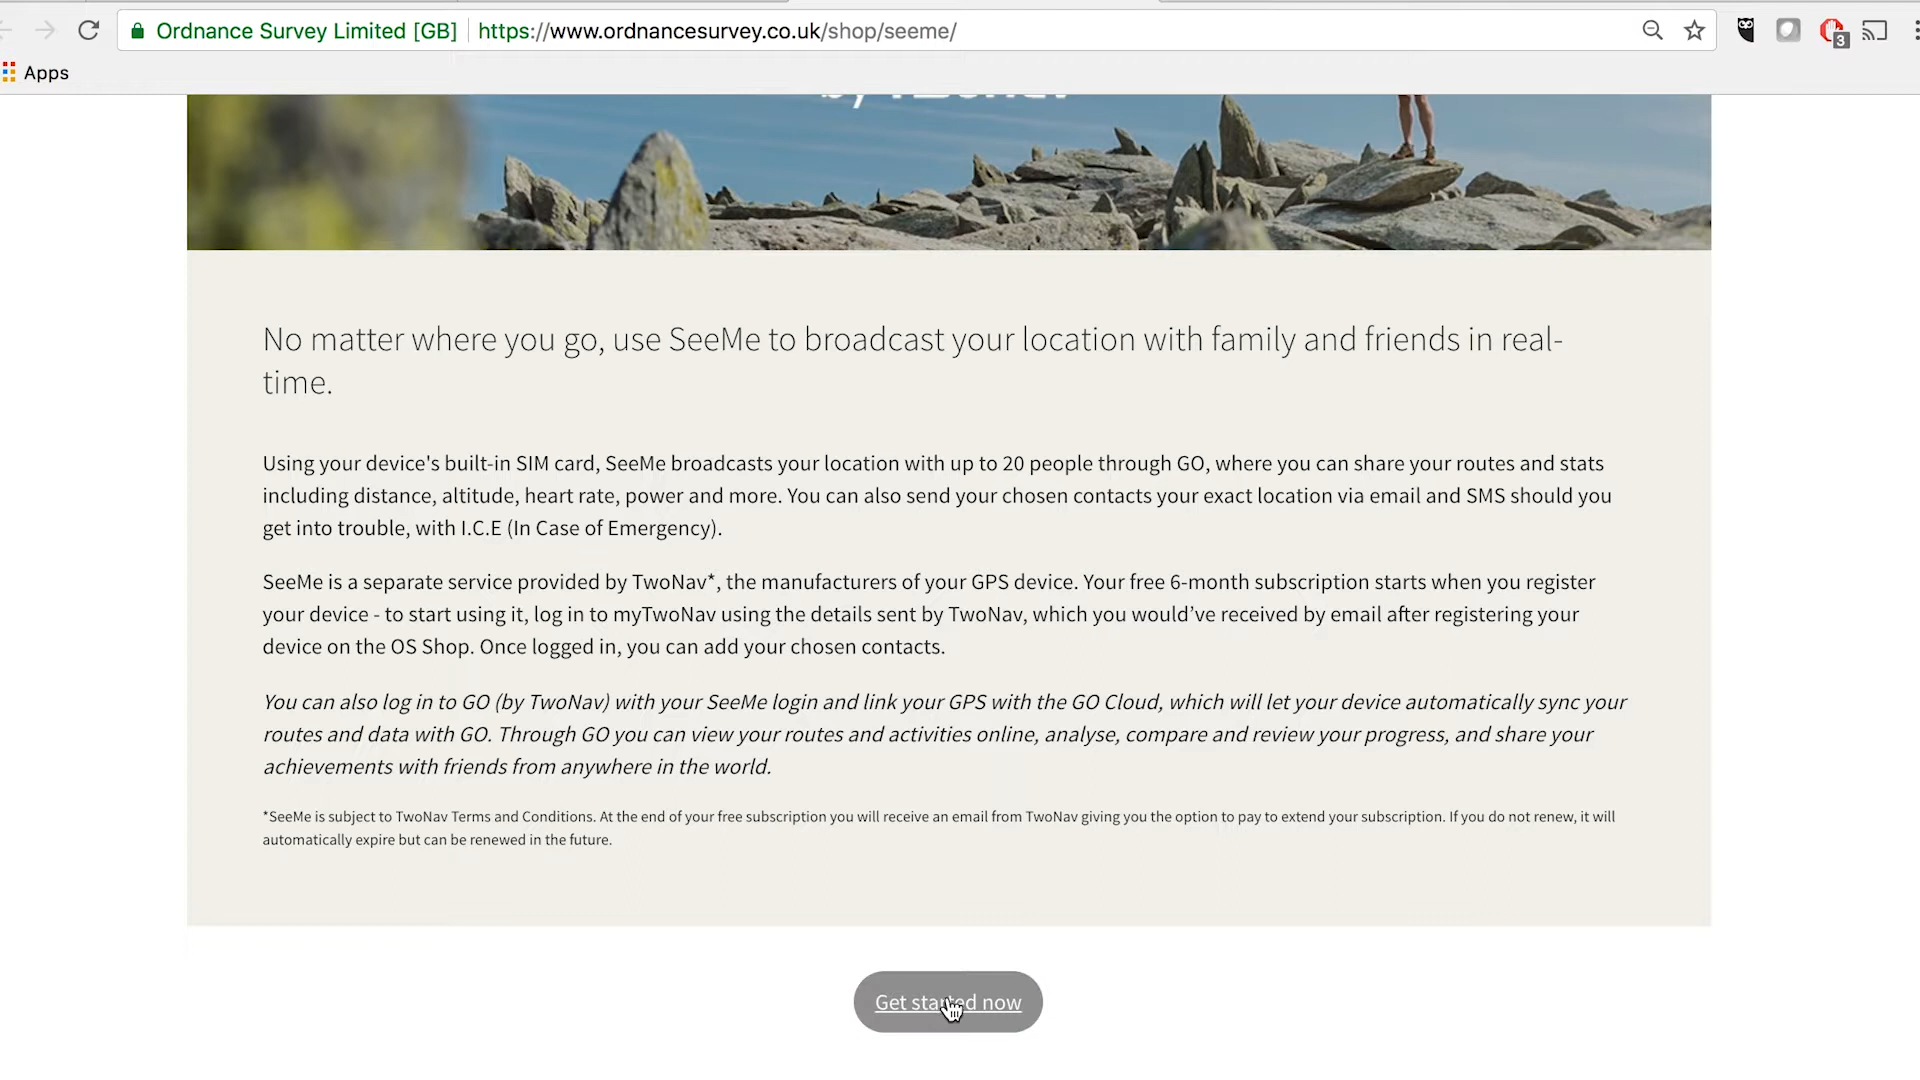 Ordnance Survey Limited [GB] https://www.ordnancesurvey.co.uk/shop/seeme/
3
Apps
No matter where you go, use SeeMe to broadcast your location with family and friends in real-
time.
Using your device's built-in SIM card, SeeMe broadcasts your location with up to 20 people through GO, where you can share your routes and stats
including distance, altitude, heart rate, power and more. You can also send your chosen contacts your exact location via email and SMS should you
get into trouble, with I.C.E (In Case of Emergency).
SeeMe is a separate service provided by TwoNav*, the manufacturers of your GPS device. Your free 6-month subscription starts when you register
your device - to start using it, log in to myTwoNav using the details sent by TwoNav, which you would’ve received by email after registering your
device on the OS Shop. Once logged in, you can add your chosen contacts.
You can also log in to GO (by TwoNav) with your SeeMe login and link your GPS with the GO Cloud, which will let your device automatically sync your
routes and data with GO. Through GO you can view your routes and activities online, analyse, compare and review your progress, and share your
achievements with friends from anywhere in the world.
*SeeMe is subject to TwoNav Terms and Conditions. At the end of your free subscription you will receive an email from TwoNav giving you the option to pay to extend your subscription. If you do not renew, it will
automatically expire but can be renewed in the future.
Get started now